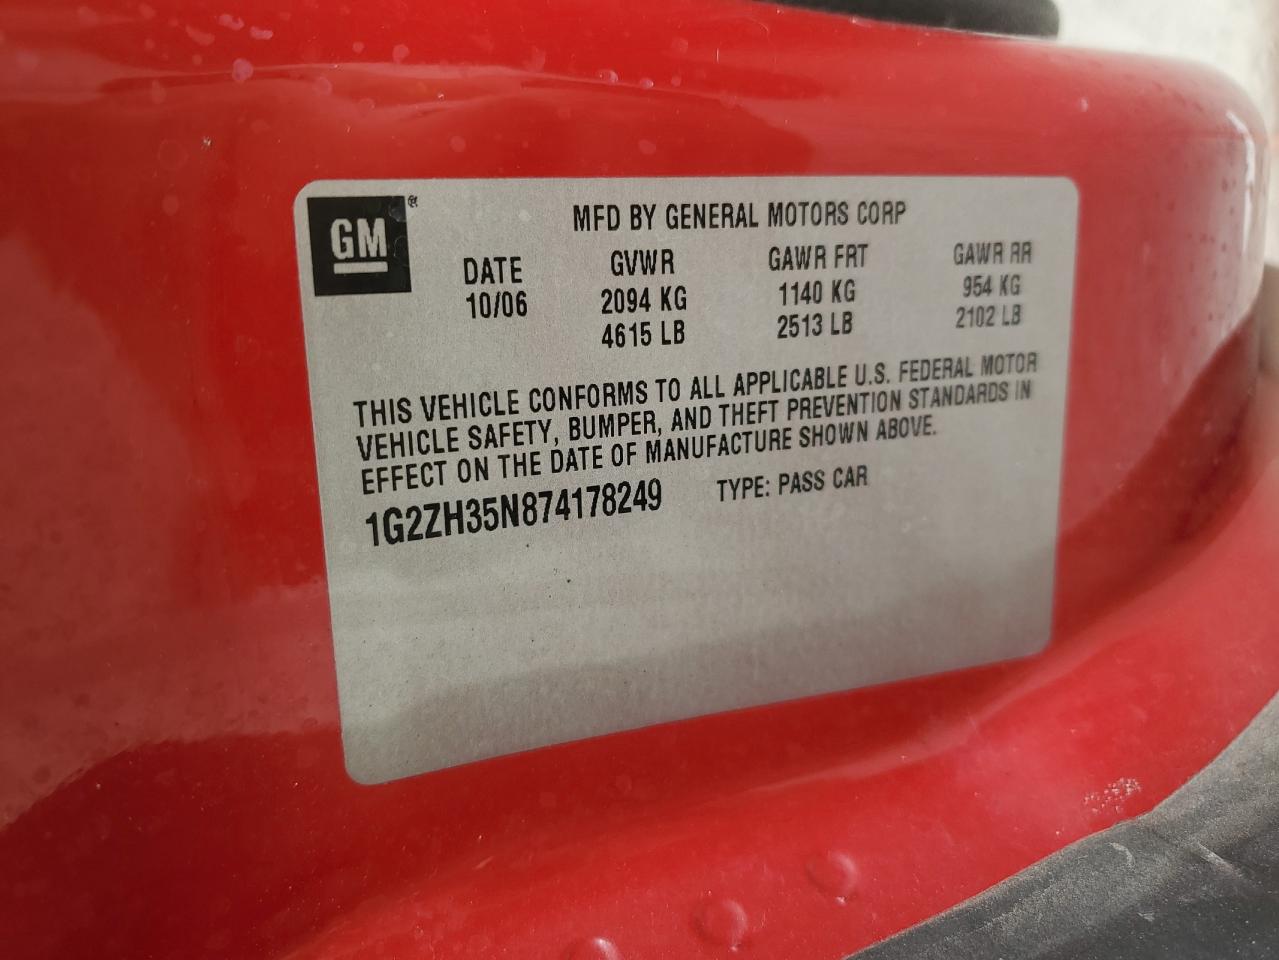 GM®
MFD BY GENERAL MOTORS CORP
DATE GVWR GAWR FRT GAWR RR
10/06 2094 KG 1140 KG 954 KG
4615 LB 2513 LB 2102 LB
THIS VEHICLE CONFORMS TO ALL APPLICABLE U.S. FEDERAL MOTOR
VEHICLE SAFETY, BUMPER, AND THEFT PREVENTION STANDARDS IN
EFFECT ON THE DATE OF MANUFACTURE SHOWN ABOVE.
1G2ZH35N874178249 TYPE: PASS CAR